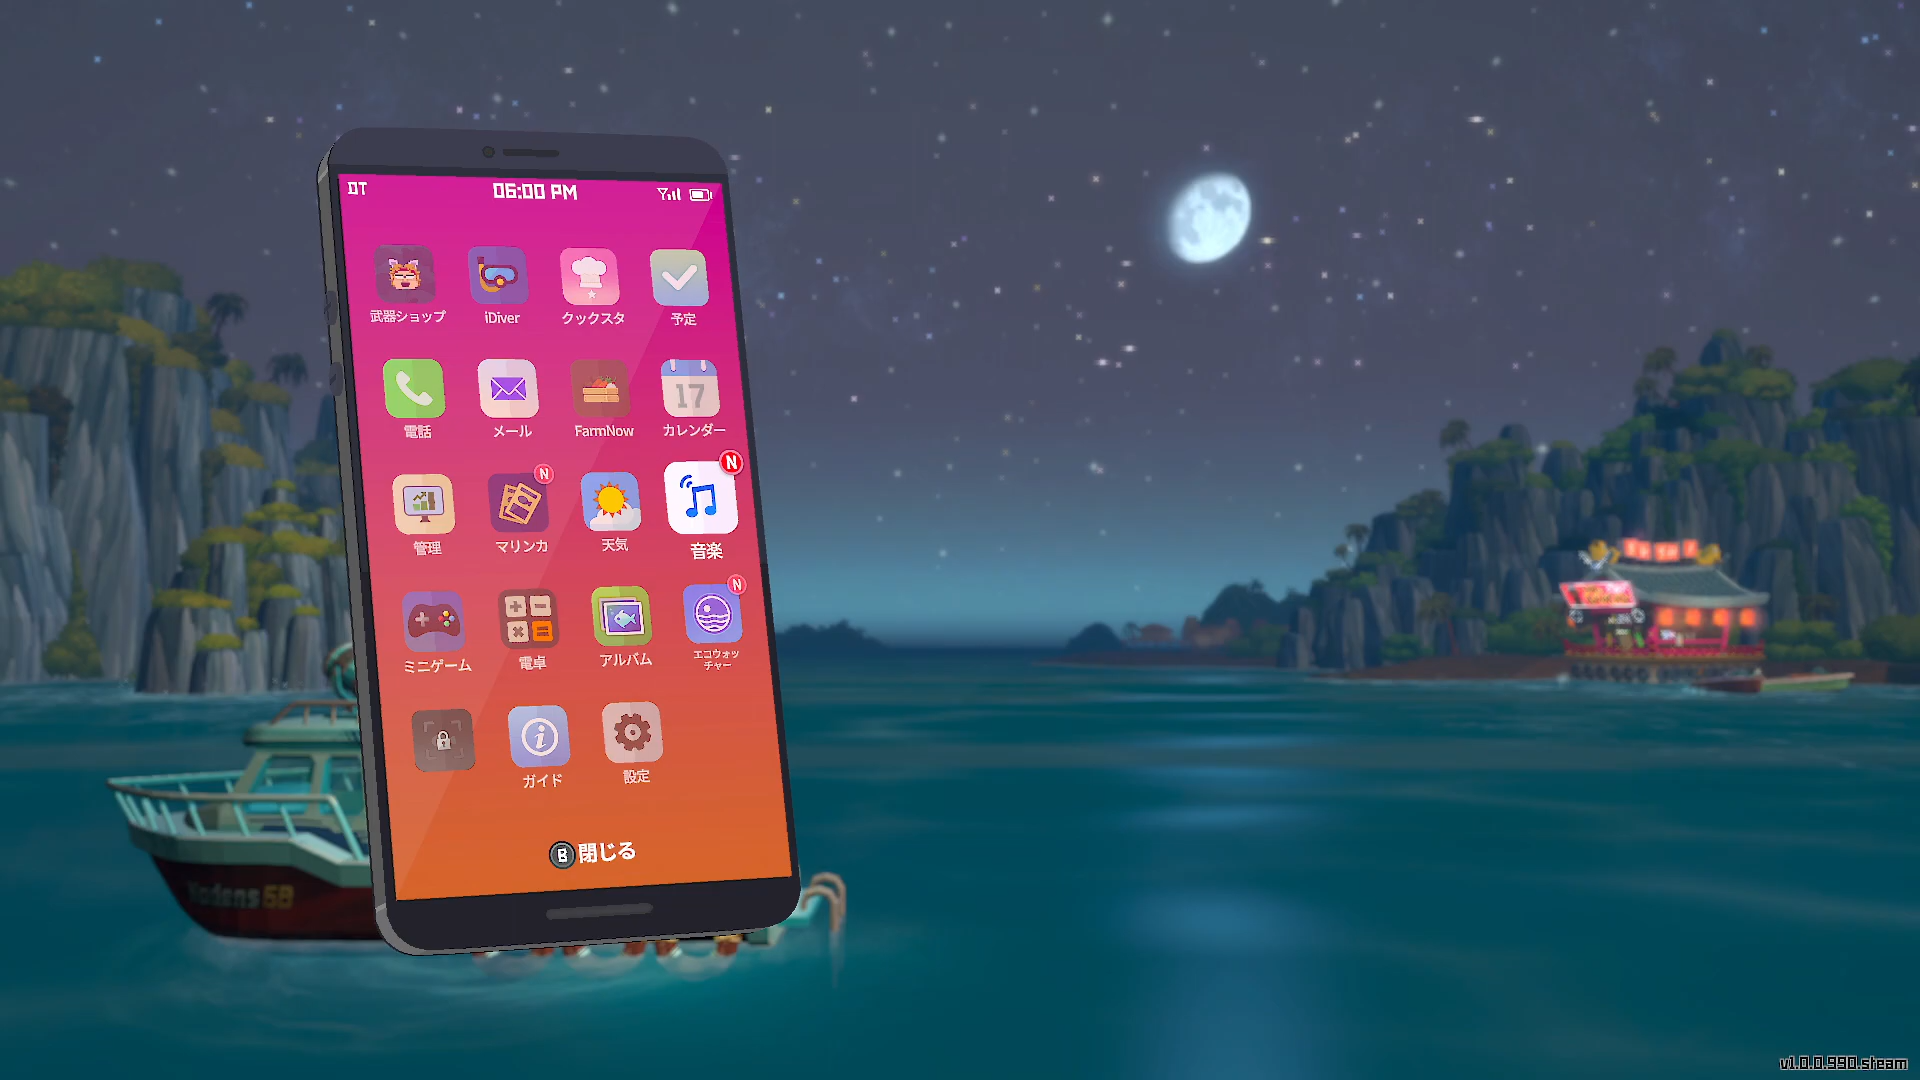 DT
06:00 PM
武器ショップ
iDiver
クックスタ
予定
電話
メール
FarmNow
17
カレンダー
N
N
管理
マリンカ
天気
音楽
N
ミニゲーム
電卓
アルバム
エコウォッ
チャー
i
ガイド
設定
B 閉じる
Nadens 68
v1.0.0.990.steam